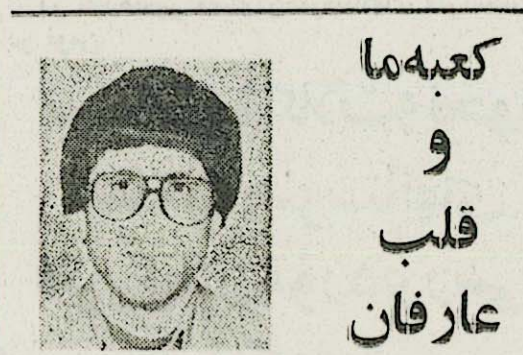 کعبه‌ما
و
قلب
عارفان